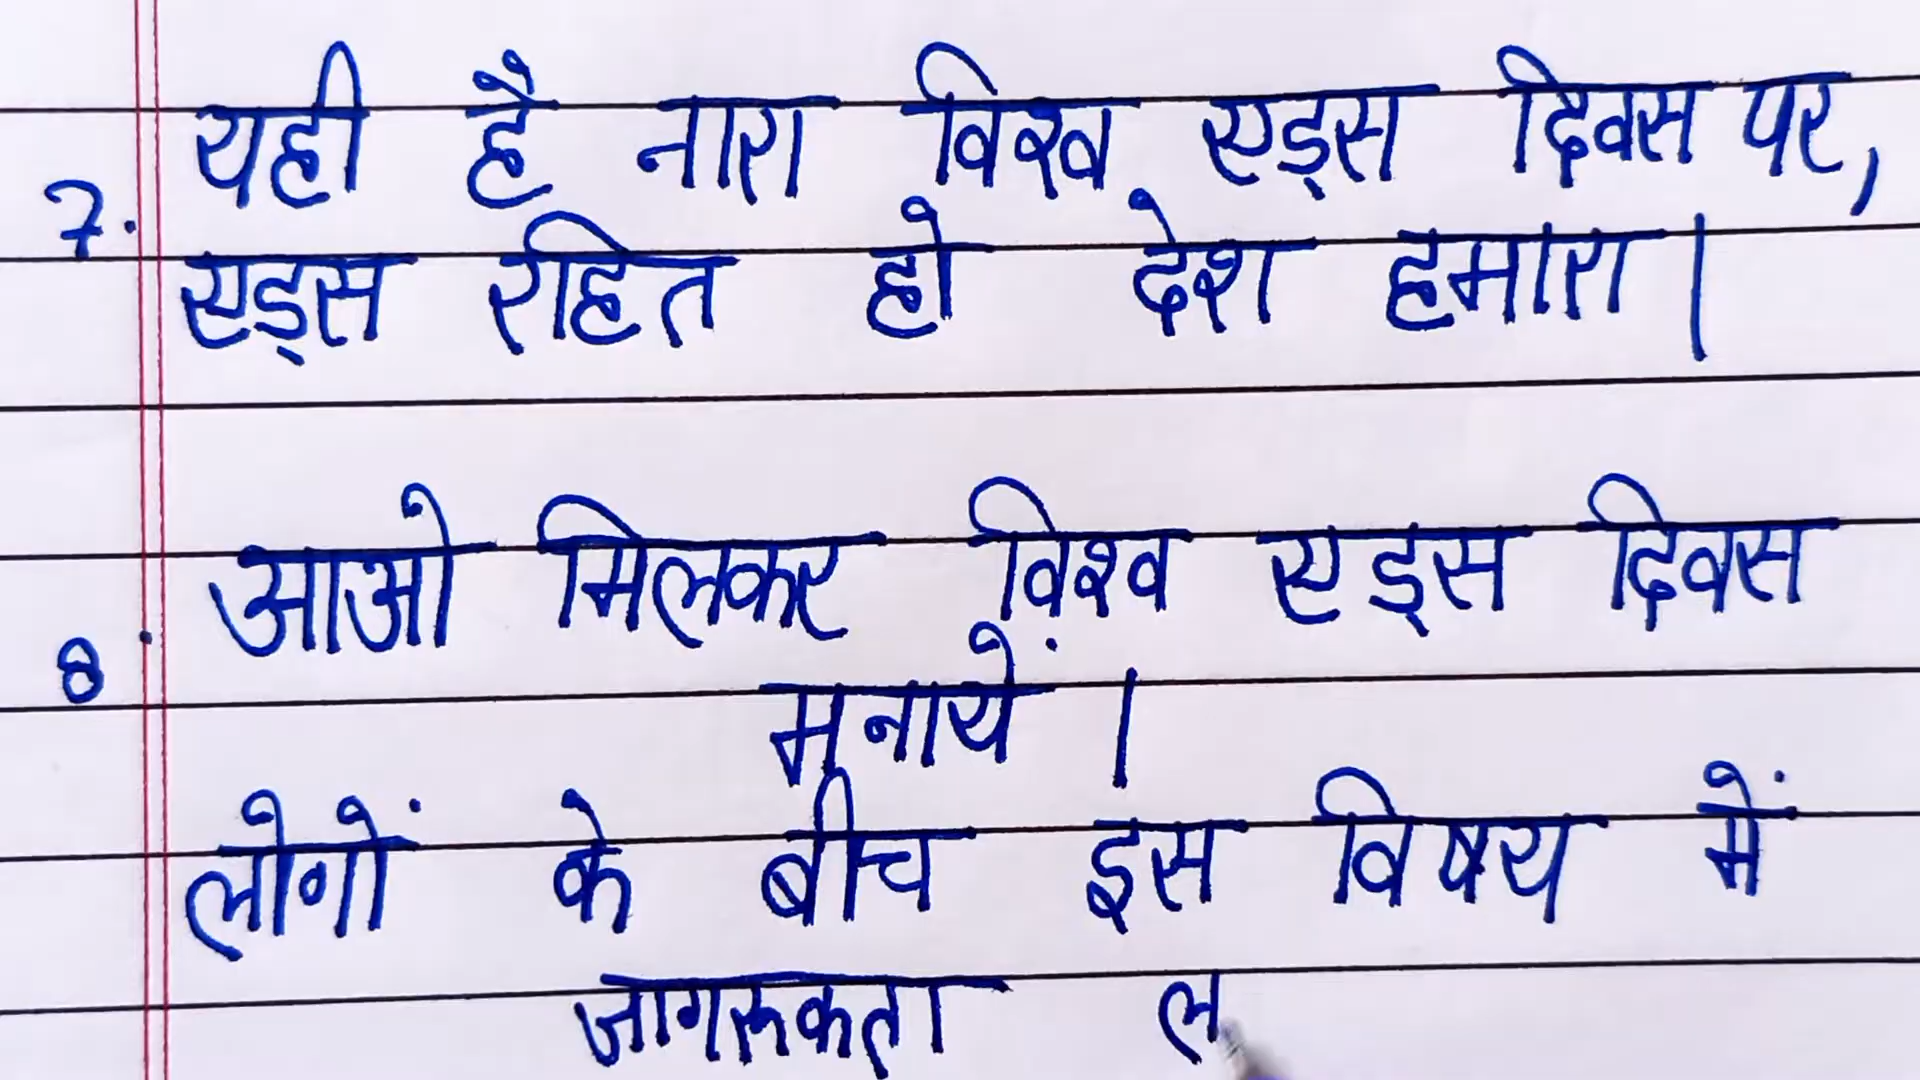 7. यही है नारा विश्व एड्स दिवस पर,
एड्स रहित हो देश हमारा।
8. आओ मिलकर विश्व एड्स दिवस
मनायें।
लोगों के बीच इस विषय में
जागरूकता ल